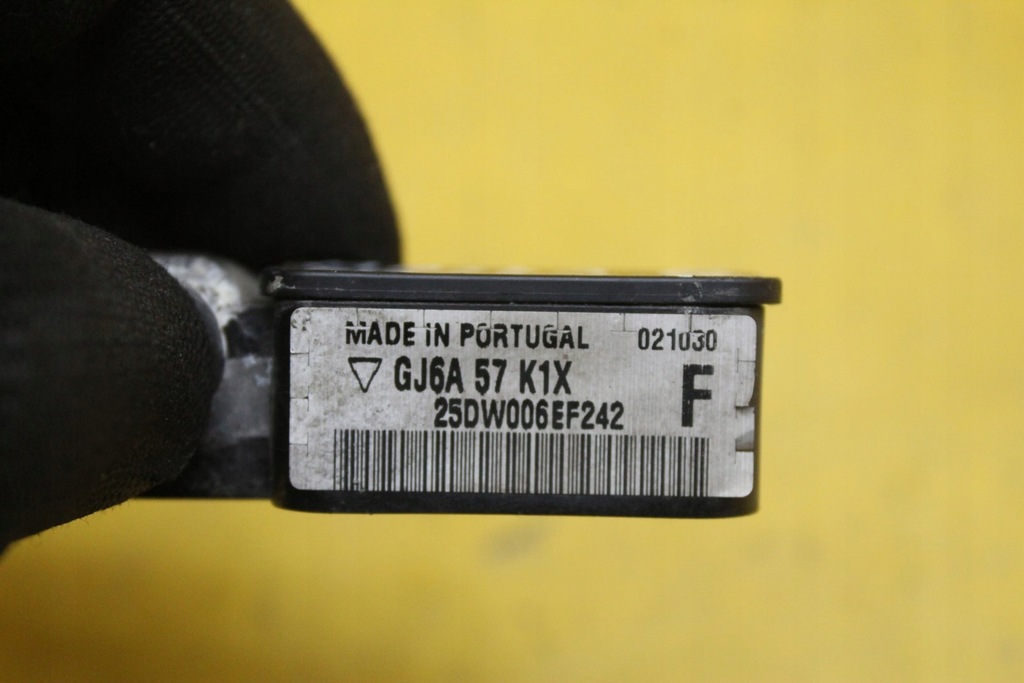 MADE IN PORTUGAL 021030
GJ6A 57 K1X F
25DW006EF242